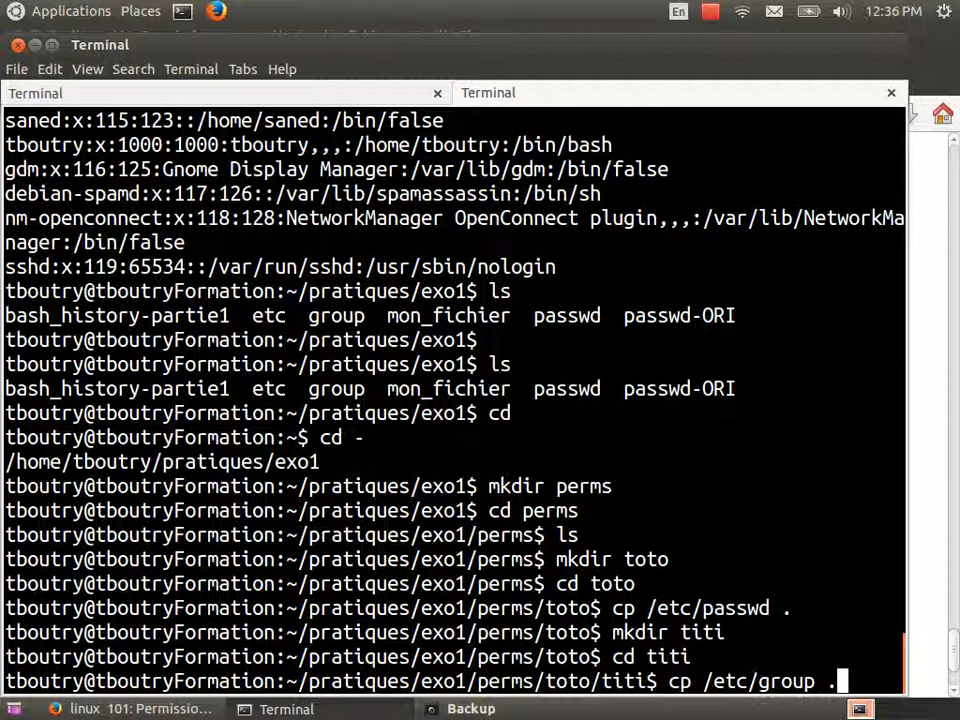 Applications Places En 12:36 PM
Terminal
File Edit View Search Terminal Tabs Help
Terminal Terminal
saned:x:115:123::/home/saned:/bin/false
tboutry:x:1000:1000:tboutry,,,:/home/tboutry:/bin/bash
gdm:x:116:125:Gnome Display Manager:/var/lib/gdm:/bin/false
debian-spamd:x:117:126::/var/lib/spamassassin:/bin/sh
nm-openconnect:x:118:128:NetworkManager OpenConnect plugin,,,:/var/lib/NetworkMa
nager:/bin/false
sshd:x:119:65534::/var/run/sshd:/usr/sbin/nologin
tboutry@tboutryFormation:~/pratiques/exo1$ ls
bash_history-partie1 etc group mon_fichier passwd passwd-ORI
tboutry@tboutryFormation:~/pratiques/exo1$
tboutry@tboutryFormation:~/pratiques/exo1$ ls
bash_history-partie1 etc group mon_fichier passwd passwd-ORI
tboutry@tboutryFormation:~/pratiques/exo1$ cd
tboutry@tboutryFormation:~$ cd -
/home/tboutry/pratiques/exo1
tboutry@tboutryFormation:~/pratiques/exo1$ mkdir perms
tboutry@tboutryFormation:~/pratiques/exo1$ cd perms
tboutry@tboutryFormation:~/pratiques/exo1/perms$ ls
tboutry@tboutryFormation:~/pratiques/exo1/perms$ mkdir toto
tboutry@tboutryFormation:~/pratiques/exo1/perms$ cd toto
tboutry@tboutryFormation:~/pratiques/exo1/perms/toto$ cp /etc/passwd .
tboutry@tboutryFormation:~/pratiques/exo1/perms/toto$ mkdir titi
tboutry@tboutryFormation:~/pratiques/exo1/perms/toto$ cd titi
tboutry@tboutryFormation:~/pratiques/exo1/perms/toto/titi$ cp /etc/group .
linux 101: Permissio... Terminal Backup